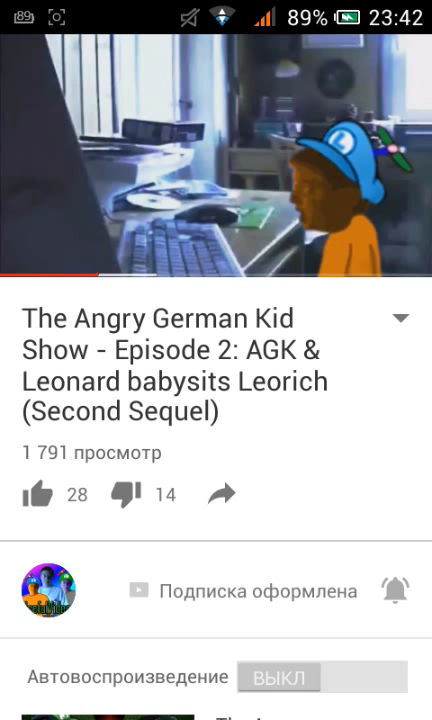 89
89% 23:42
The Angry German Kid
Show - Episode 2: AGK &
Leonard babysits Leorich
(Second Sequel)
1 791 просмотр
28 14
Подписка оформлена
Автовоспроизведение ВЫКЛ